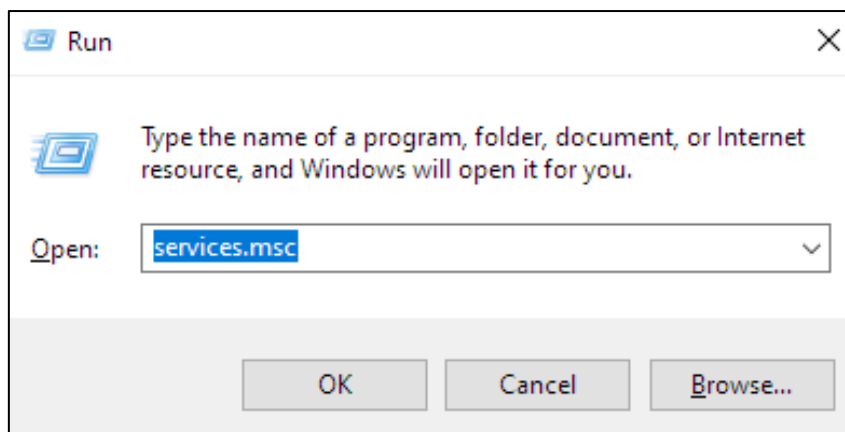 Run
Type the name of a program, folder, document, or Internet
resource, and Windows will open it for you.
Open: services.msc
OK Cancel Browse...